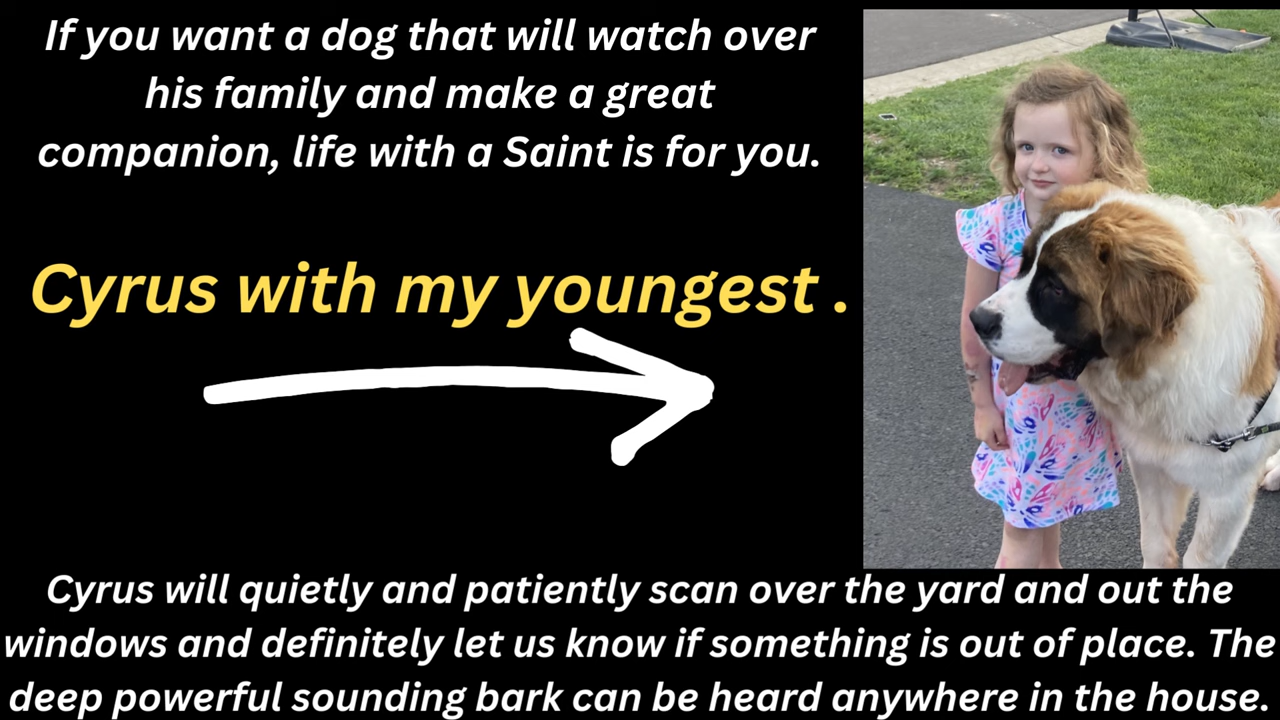 If you want a dog that will watch over
his family and make a great
companion, life with a Saint is for you.
Cyrus with my youngest .
Cyrus will quietly and patiently scan over the yard and out the
windows and definitely let us know if something is out of place. The
deep powerful sounding bark can be heard anywhere in the house.